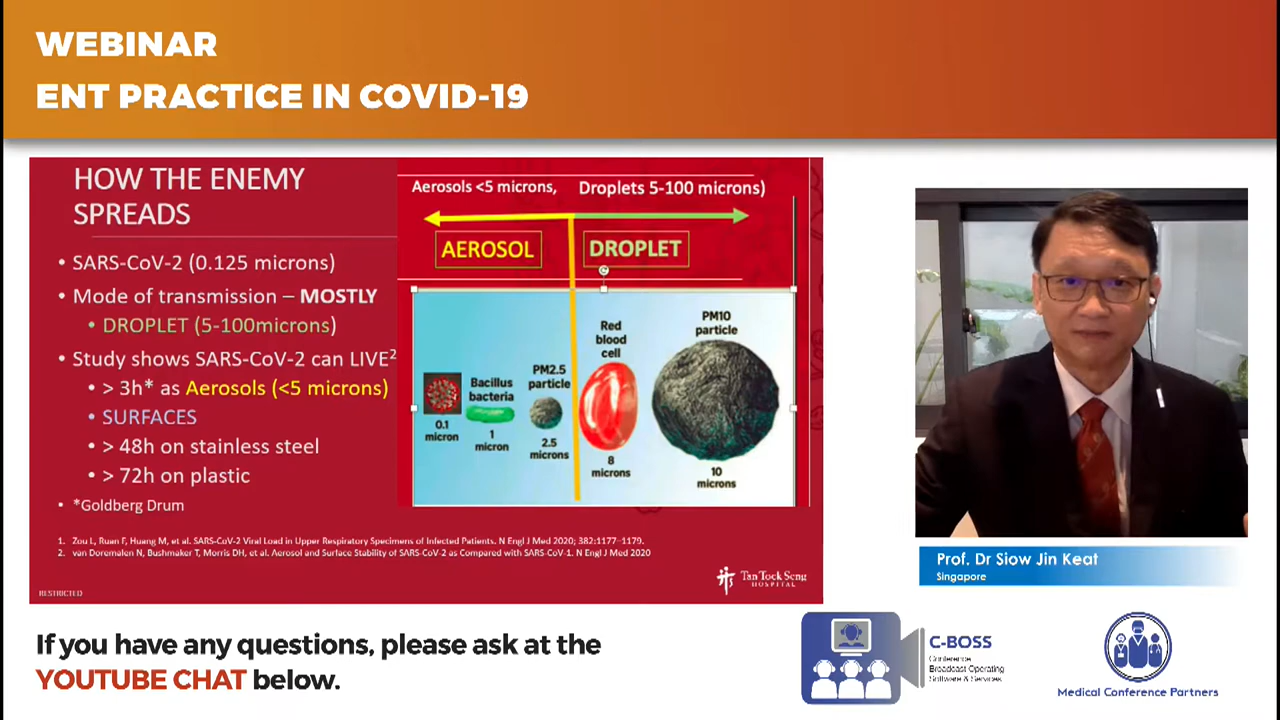 WEBINAR
ENT PRACTICE IN COVID-19
HOW THE ENEMY
SPREADS
• SARS-CoV-2 (0.125 microns)
• Mode of transmission – MOSTLY
• DROPLET (5-100microns)
• Study shows SARS-CoV-2 can LIVE2
• > 3h* as Aerosols (<5 microns)
• SURFACES
• > 48h on stainless steel
• > 72h on plastic
• *Goldberg Drum
Aerosols <5 microns, Droplets 5-100 microns)
AEROSOL
DROPLET
0.1
micron
Bacillus
bacteria
1
micron
PM2.5
particle
2.5
microns
Red
blood
cell
8
microns
PM10
particle
10
microns
1. Zou L, Ruan F, Huang M, et al. SARS-CoV-2 Viral Load in Upper Respiratory Specimens of Infected Patients. N Engl J Med 2020; 382:1177–1179.
2. van Doremalen N, Bushmaker T, Morris DH, et al. Aerosol and Surface Stability of SARS-CoV-2 as Compared with SARS-CoV-1. N Engl J Med 2020
RESTRICTED
Tan Tock Seng
HOSPITAL
Prof. Dr Siow Jin Keat
Singapore
If you have any questions, please ask at the
YOUTUBE CHAT below.
C-BOSS
Conference
Broadcast Operating
Software & Services
Medical Conference Partners